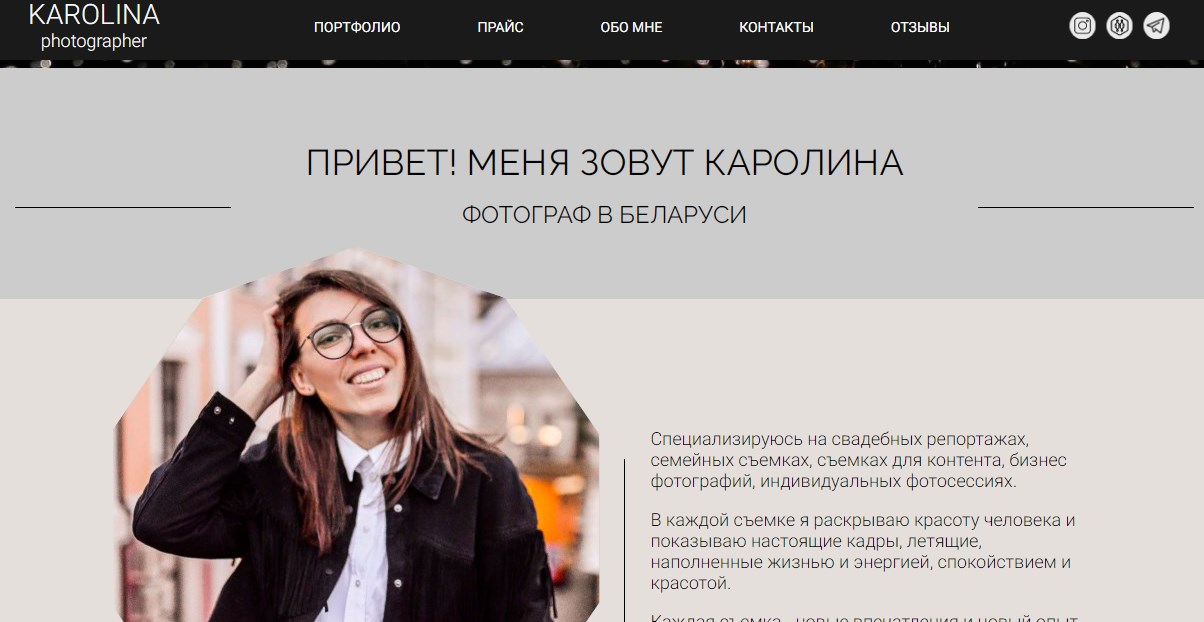 KAROLINA
photographer
ПОРТФОЛИО
ПРАЙС
ОБО МНЕ
КОНТАКТЫ
ОТЗЫВЫ
ПРИВЕТ! МЕНЯ ЗОВУТ КАРОЛИНА
ФОТОГРАФ В БЕЛАРУСИ
Специализируюсь на свадебных репортажах,
семейных съемках, съемках для контента, бизнес
фотографий, индивидуальных фотосессиях.
В каждой съемке я раскрываю красоту человека и
показываю настоящие кадры, летящие,
наполненные жизнью и энергией, спокойствием и
красотой.
Каждая съемка - новые впечатления и новый опыт